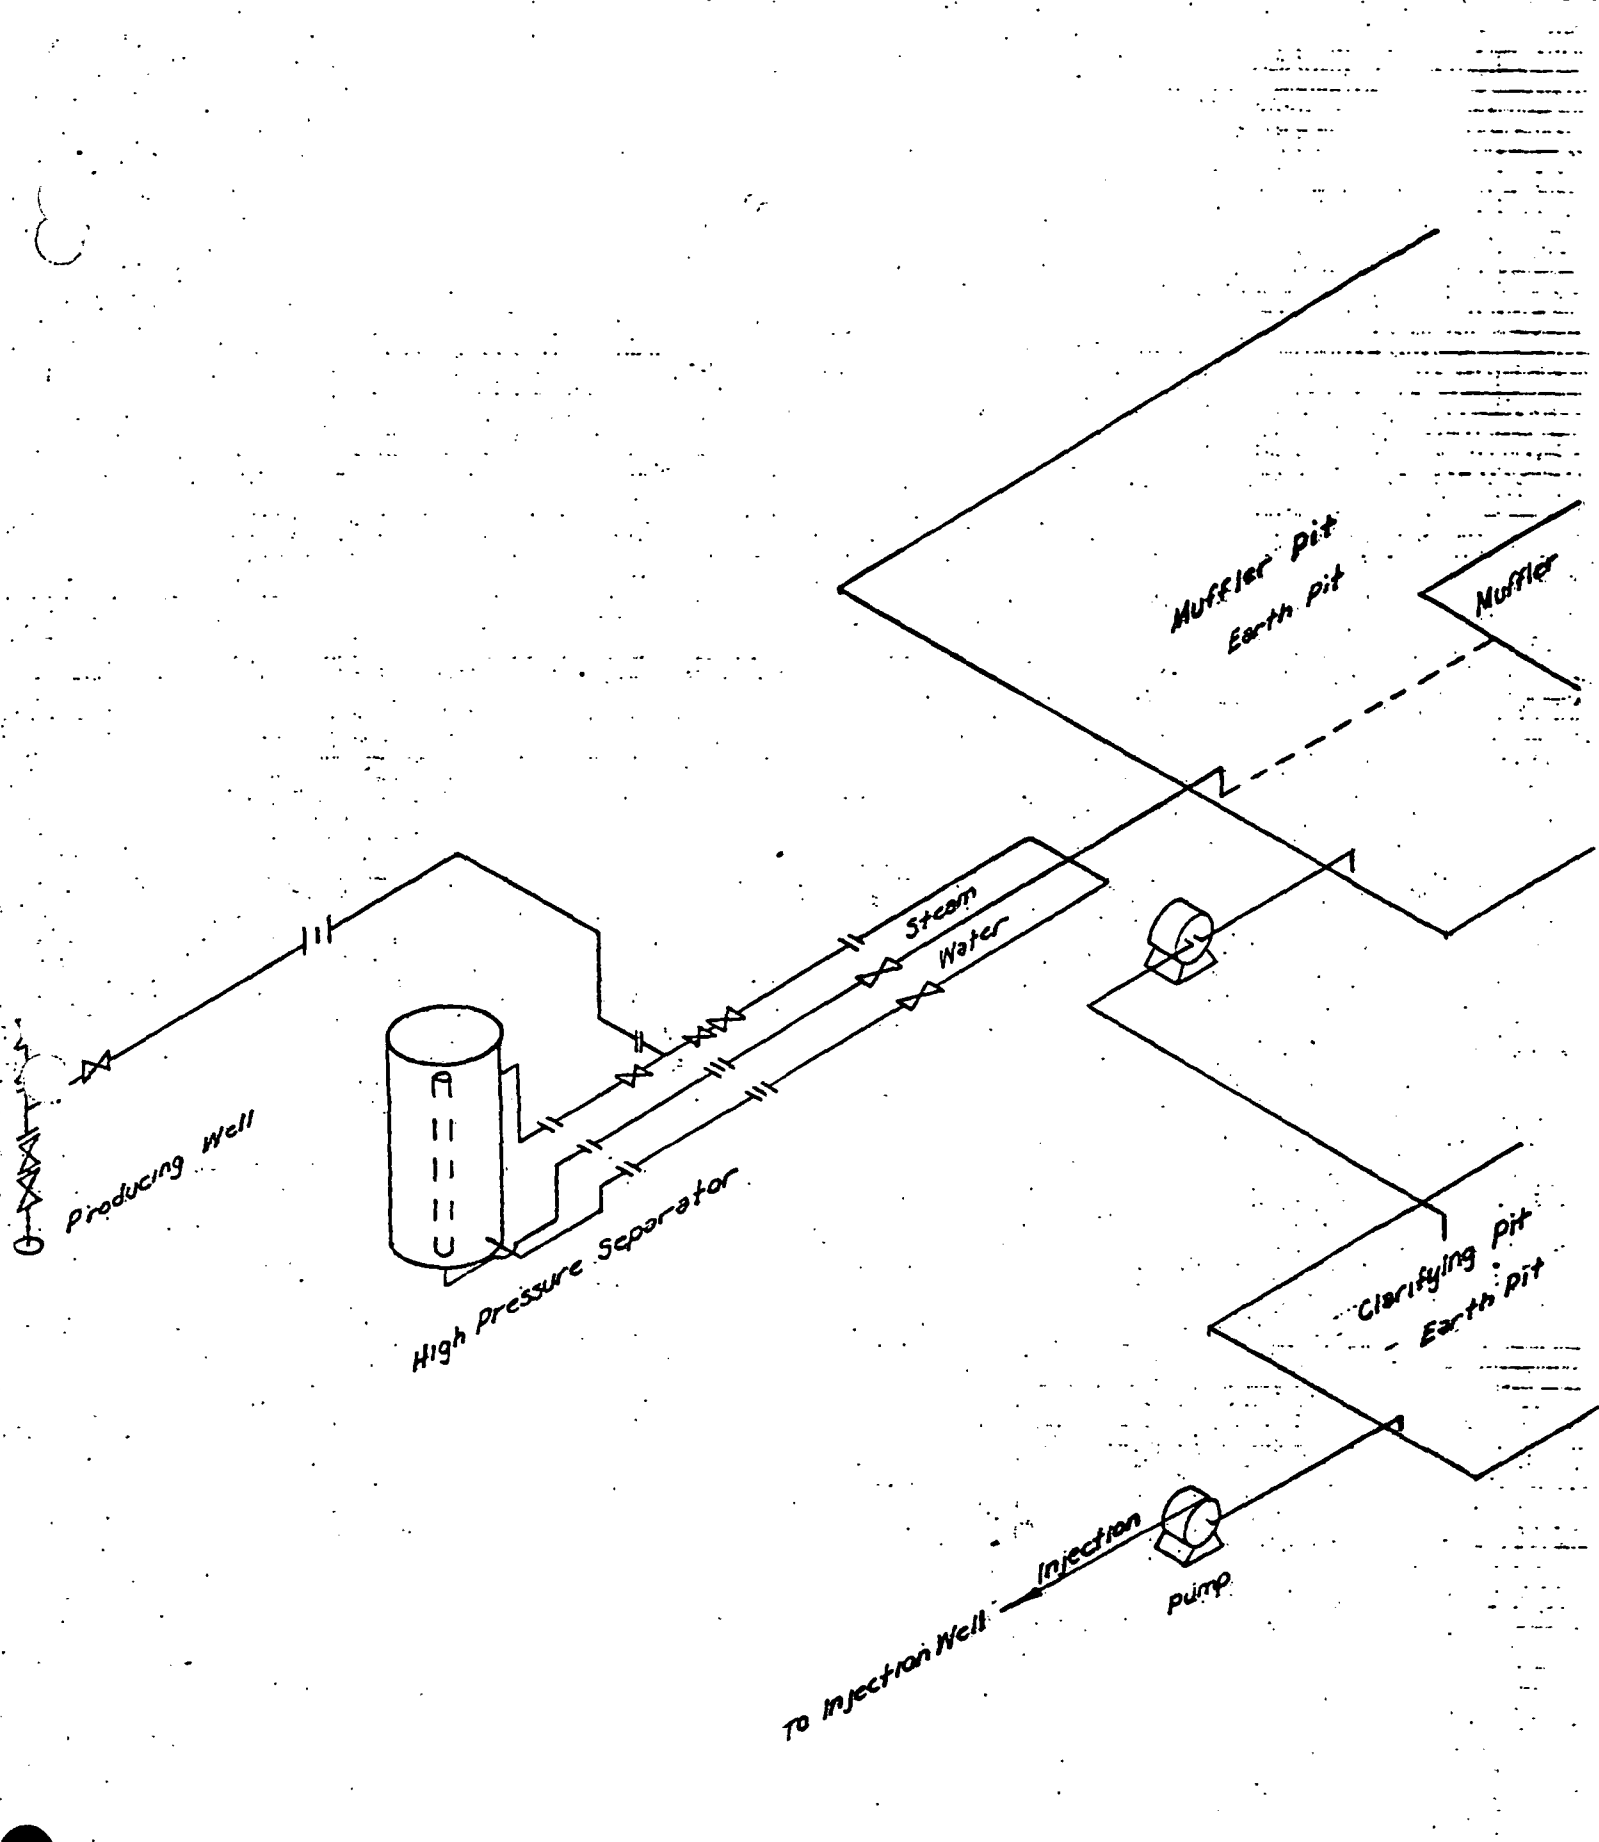 Muffler Pit
Earth Pit
Muffler
Steam
Water
Producing Well
High Pressure Separator
Clarifying Pit
Earth Pit
Injection
Pump
To Injection Well